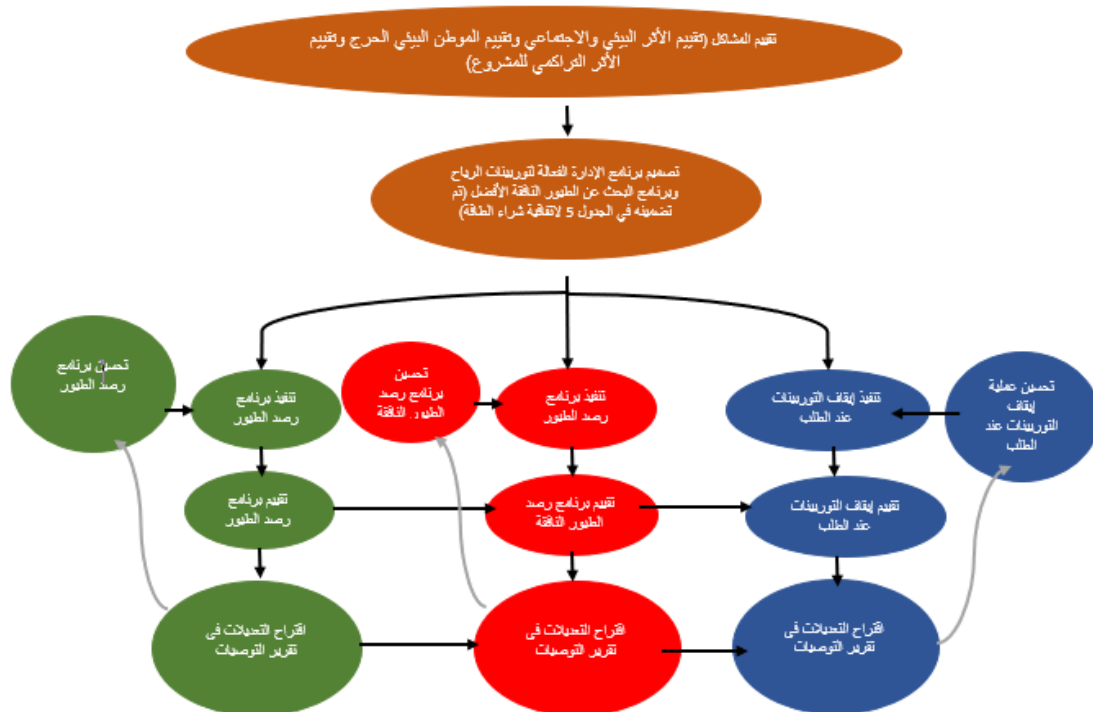 تقييم المشاكل (تقييم الأثر البيئي والاجتماعي وتقييم الموطن البيئي الحرج وتقييم
الأثر التراكمي للمشروع)
تصميم برنامج الإدارة الفعالة لتوربينات الرياح
وبرنامج البحث عن الطيور النافقة الأفضل (تم
تضمينه في الجدول 5 لاتفاقية شراء الطاقة)
تحسين برنامج
رصد الطيور
تنفيذ برنامج
رصد الطيور
تحسين
برنامج رصد
الطيور النافقة
تنفيذ برنامج
رصد الطيور
تنفيذ إيقاف التوربينات
عند الطلب
تحسين عملية
إيقاف
التوربينات عند
الطلب
تقييم برنامج
رصد الطيور
تقييم برنامج رصد
الطيور النافقة
تقييم إيقاف التوربينات
عند الطلب
اقتراح التعديلات فى
تقرير التوصيات
اقتراح التعديلات فى
تقرير التوصيات
اقتراح التعديلات فى
تقرير التوصيات